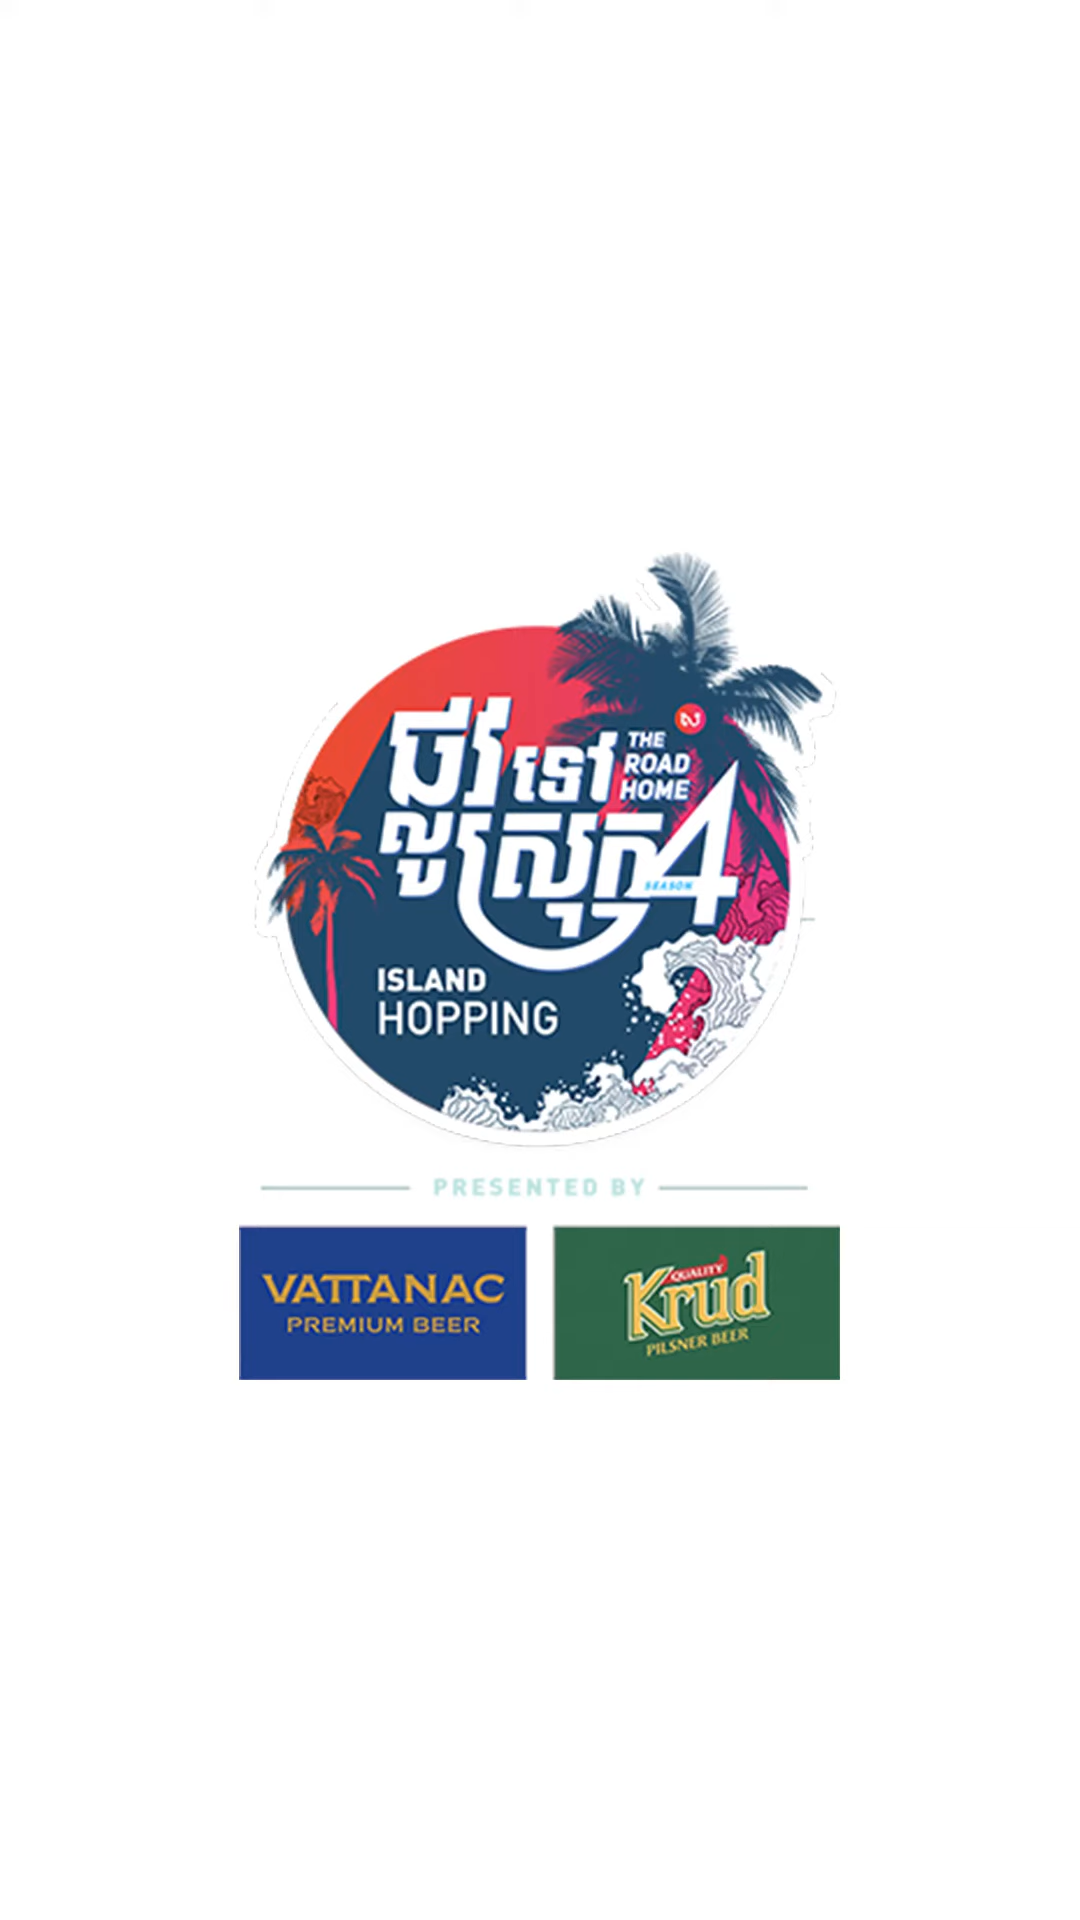 ផ្លូវទៅ
ស្រុក
THE
ROAD
HOME
SEASON
4
ISLAND
HOPPING
PRESENTED BY
VATTANAC
PREMIUM BEER
QUALITY
Krud
PILSNER BEER